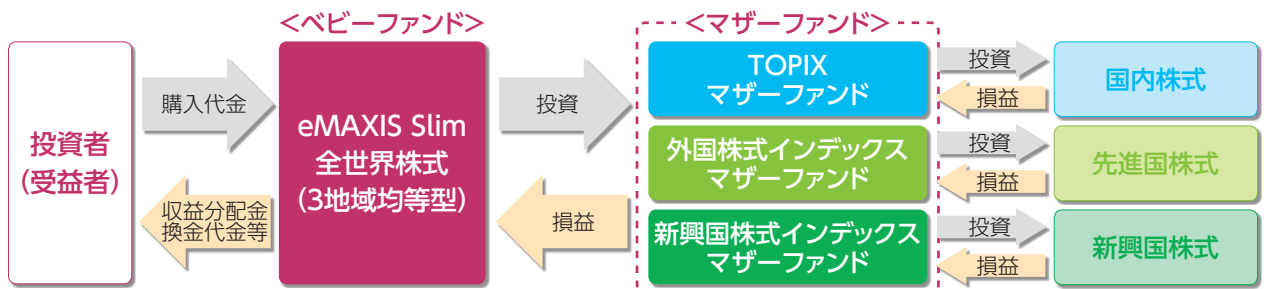 <ベビーファンド>
<マザーファンド>
投資者
(受益者)
購入代金
収益分配金
換金代金等
eMAXIS Slim
全世界株式
(3地域均等型)
投資
損益
TOPIX
マザーファンド
投資
損益
国内株式
外国株式インデックス
マザーファンド
投資
損益
先進国株式
新興国株式インデックス
マザーファンド
投資
損益
新興国株式